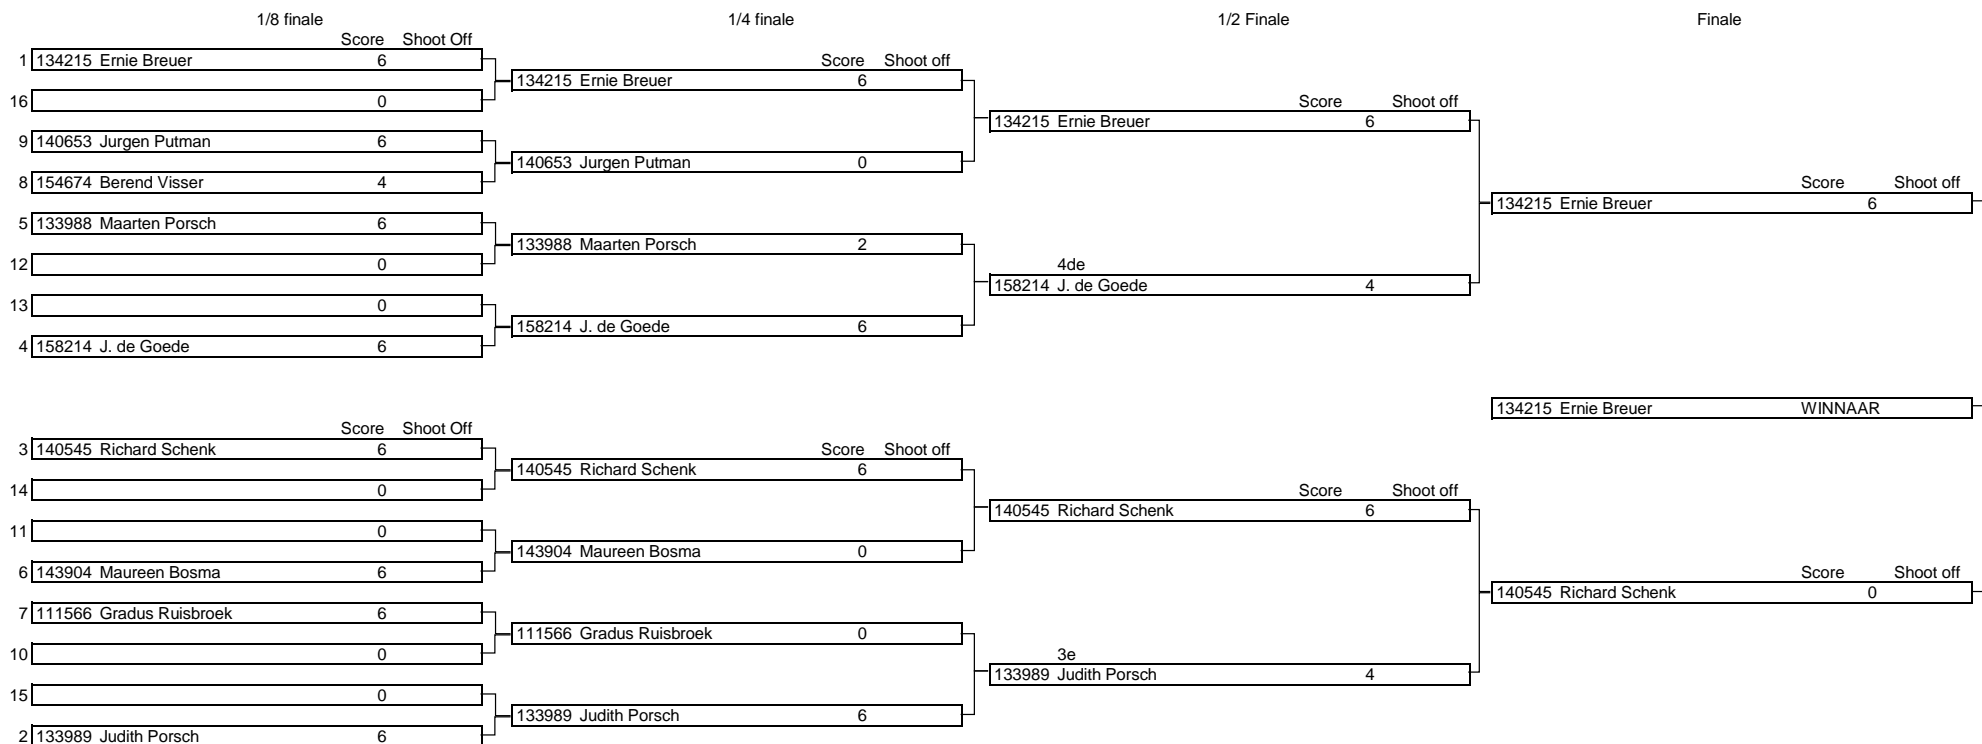 1/8 finale 1/4 finale 1/2 Finale Finale
Score Shoot Off
1 134215 Ernie Breuer 6
Score Shoot off
134215 Ernie Breuer 6
16 0
Score Shoot off
134215 Ernie Breuer 6
9 140653 Jurgen Putman 6
140653 Jurgen Putman 0
8 154674 Berend Visser 4
Score Shoot off
134215 Ernie Breuer 6
5 133988 Maarten Porsch 6
133988 Maarten Porsch 2
12 0
4de
158214 J. de Goede 4
13 0
158214 J. de Goede 6
4 158214 J. de Goede 6
134215 Ernie Breuer WINNAAR
Score Shoot Off
3 140545 Richard Schenk 6
Score Shoot off
140545 Richard Schenk 6
14 0
Score Shoot off
140545 Richard Schenk 6
11 0
143904 Maureen Bosma 0
6 143904 Maureen Bosma 6
Score Shoot off
140545 Richard Schenk 0
7 111566 Gradus Ruisbroek 6
111566 Gradus Ruisbroek 0
10 0
3e
133989 Judith Porsch 4
15 0
133989 Judith Porsch 6
2 133989 Judith Porsch 6